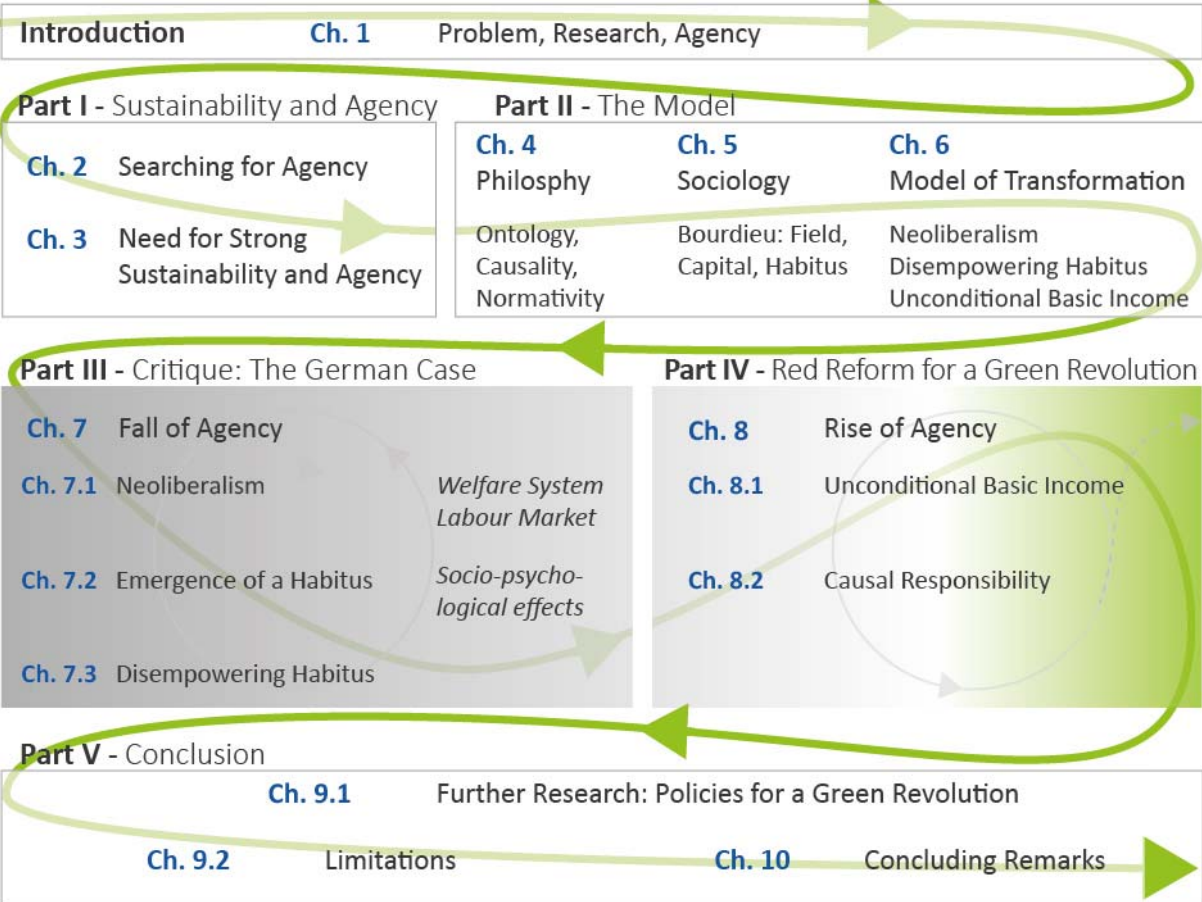 Introduction Ch. 1 Problem, Research, Agency
Part I - Sustainability and Agency
Ch. 2 Searching for Agency
Ch. 3 Need for Strong
Sustainability and Agency
Part II - The Model
Ch. 4
Philosphy
Ontology,
Causality,
Normativity
Ch. 5
Sociology
Bourdieu: Field,
Capital, Habitus
Ch. 6
Model of Transformation
Neoliberalism
Disempowering Habitus
Unconditional Basic Income
Part III - Critique: The German Case
Ch. 7 Fall of Agency
Ch. 7.1 Neoliberalism
Welfare System
Labour Market
Ch. 7.2 Emergence of a Habitus
Socio-psycho-
logical effects
Ch. 7.3 Disempowering Habitus
Part IV - Red Reform for a Green Revolution
Ch. 8 Rise of Agency
Ch. 8.1 Unconditional Basic Income
Ch. 8.2 Causal Responsibility
Part V - Conclusion
Ch. 9.1 Further Research: Policies for a Green Revolution
Ch. 9.2 Limitations Ch. 10 Concluding Remarks